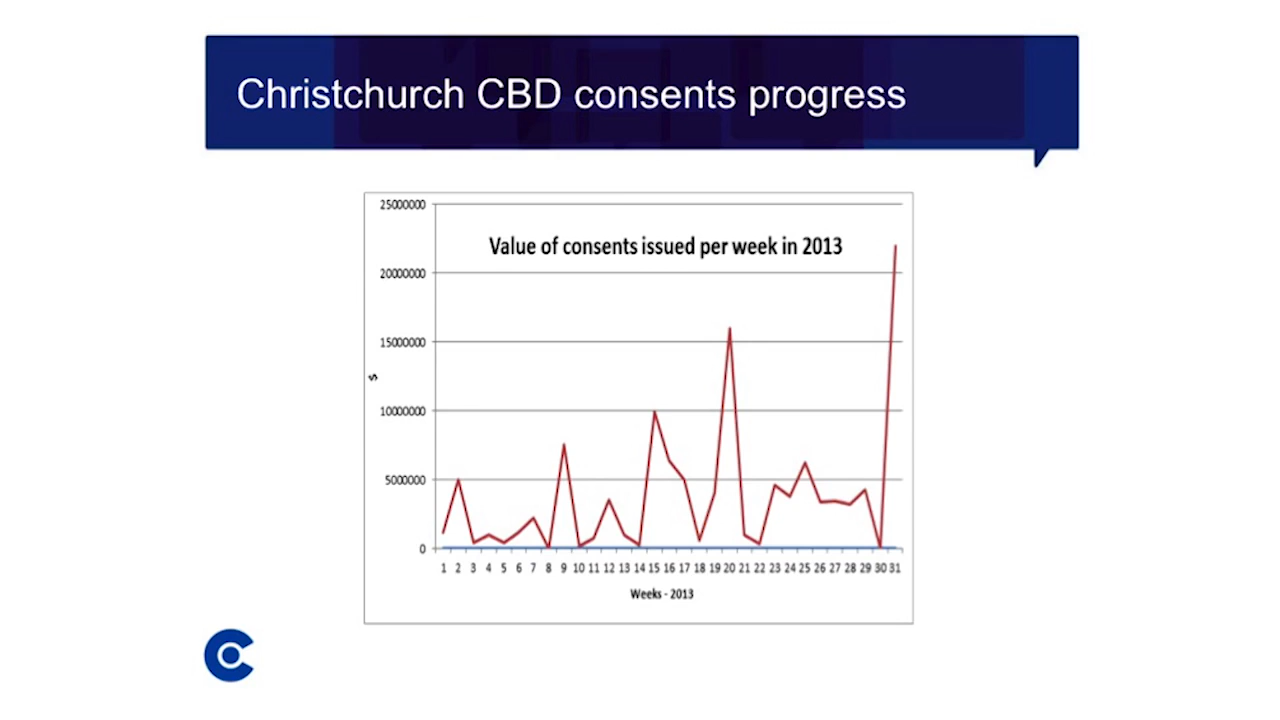 Christchurch CBD consents progress
Value of consents issued per week in 2013
25000000
20000000
15000000
10000000
5000000
0
$
1 2 3 4 5 6 7 8 9 10 11 12 13 14 15 16 17 18 19 20 21 22 23 24 25 26 27 28 29 30 31
Weeks - 2013